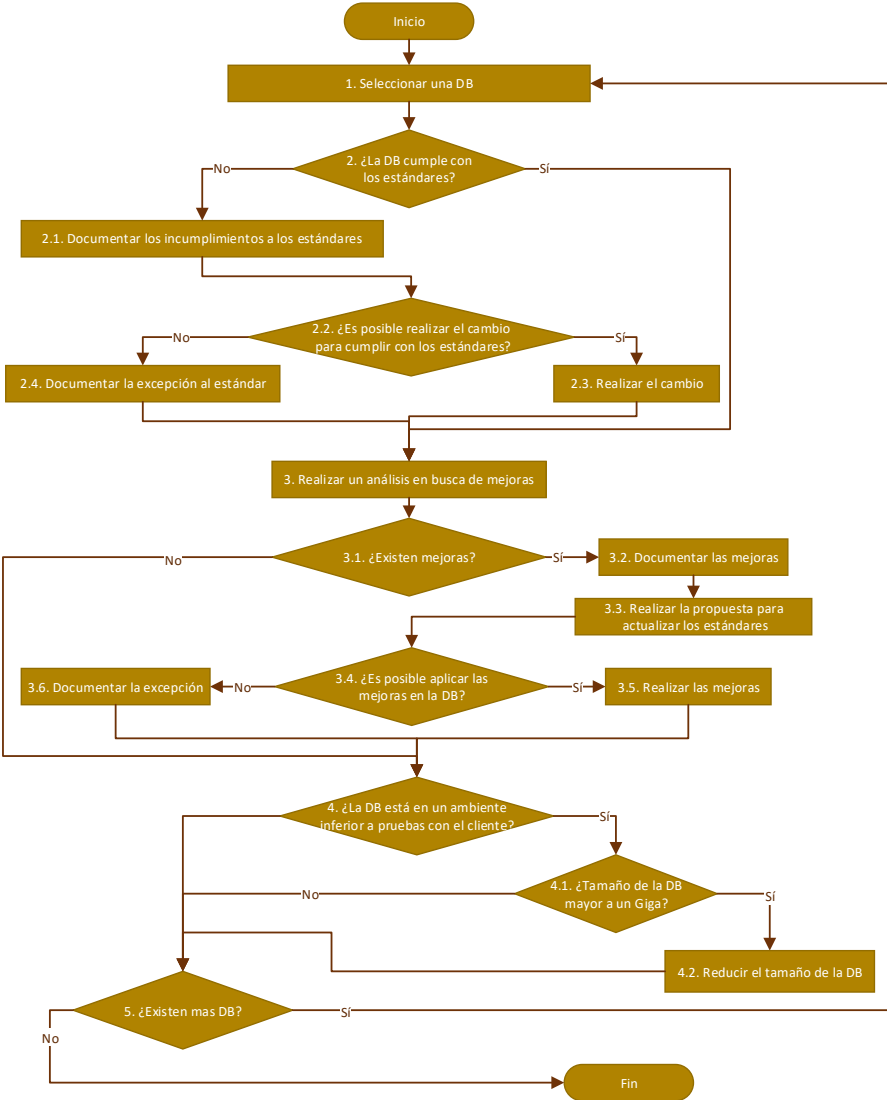 Inicio
1. Seleccionar una DB
2. ¿La DB cumple con
los estándares?
No
Sí
2.1. Documentar los incumplimientos a los estándares
2.2. ¿Es posible realizar el cambio
para cumplir con los estándares?
No
Sí
2.4. Documentar la excepción al estándar
2.3. Realizar el cambio
3. Realizar un análisis en busca de mejoras
3.1. ¿Existen mejoras?
No
Sí
3.2. Documentar las mejoras
3.3. Realizar la propuesta para
actualizar los estándares
3.4. ¿Es posible aplicar las
mejoras en la DB?
No
Sí
3.6. Documentar la excepción
3.5. Realizar las mejoras
4. ¿La DB está en un ambiente
inferior a pruebas con el cliente?
Sí
4.1. ¿Tamaño de la DB
mayor a un Giga?
No
Sí
4.2. Reducir el tamaño de la DB
5. ¿Existen mas DB?
Sí
No
Fin